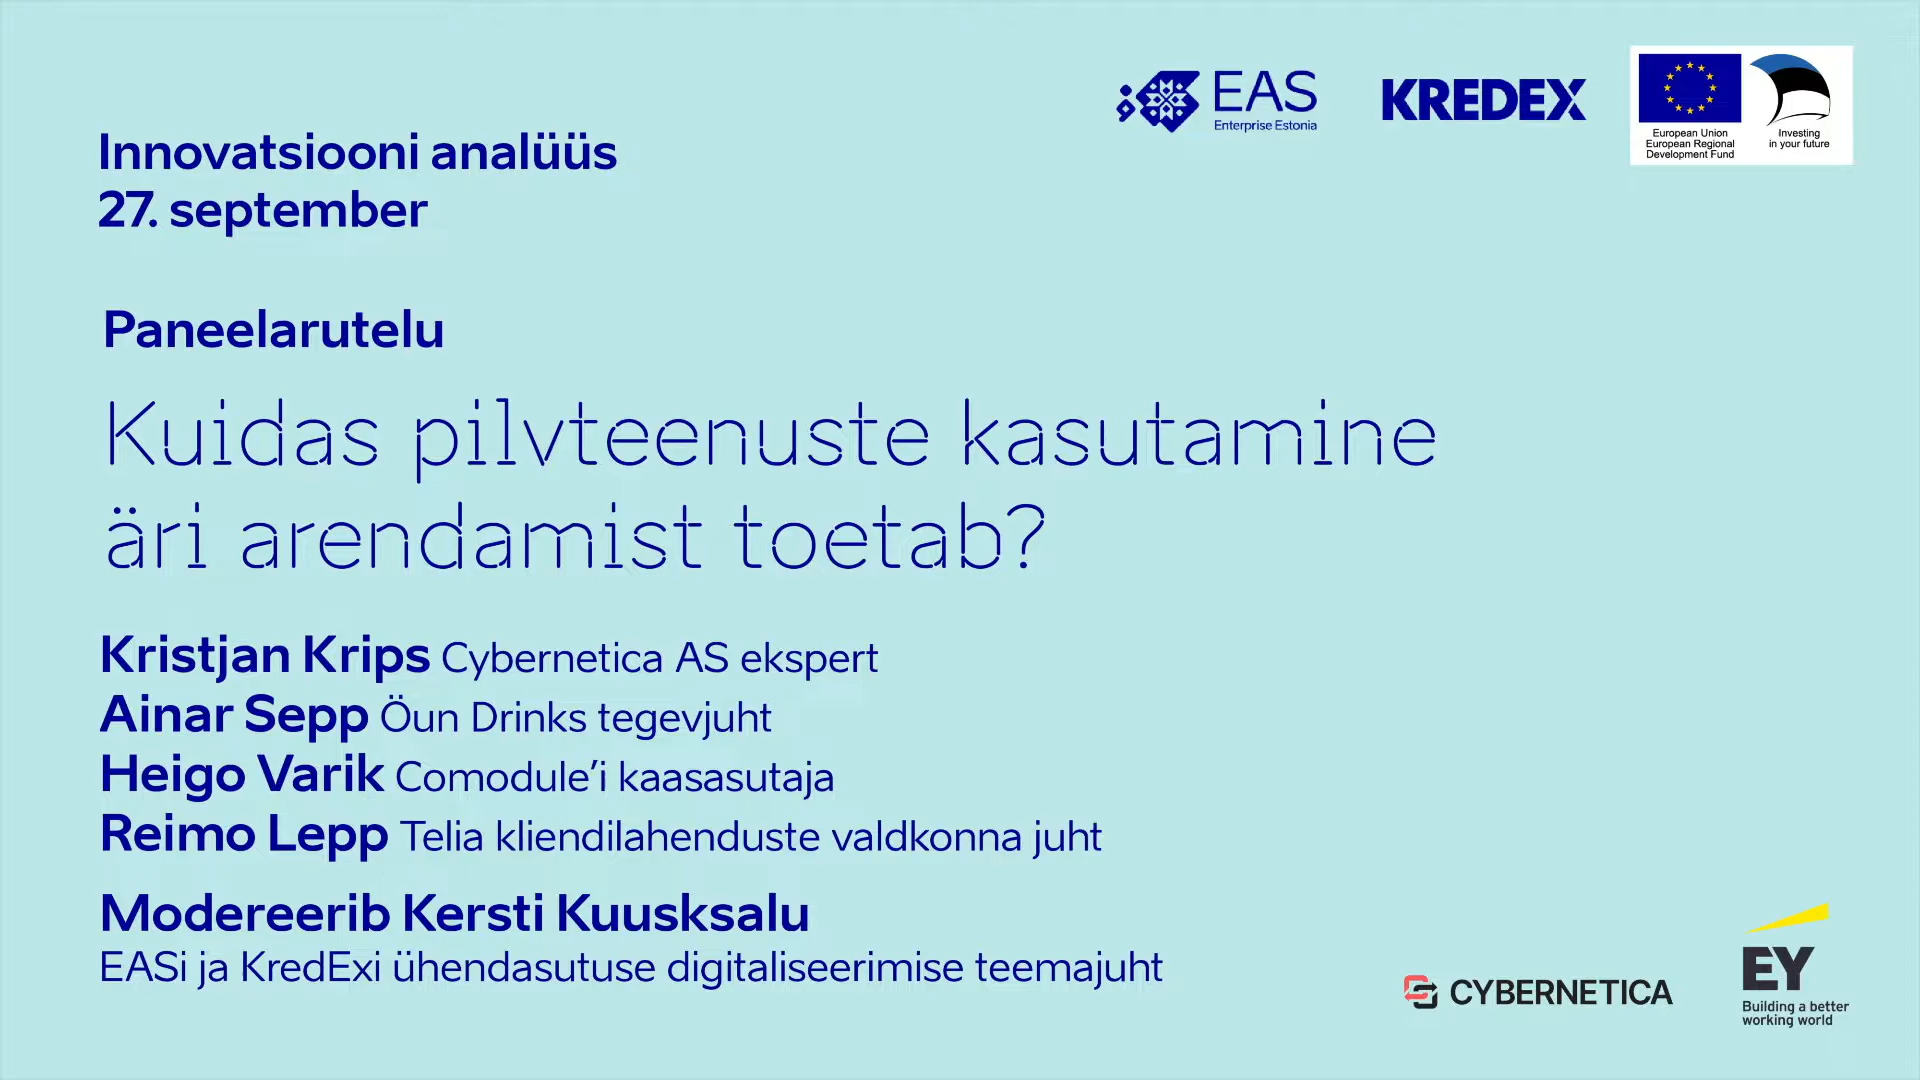 EAS
Enterprise Estonia
KREDEX
European Union
European Regional
Development Fund
Investing
in your future
Innovatsiooni analüüs
27. september
Paneelarutelu
Kuidas pilvteenuste kasutamine
äri arendamist toetab?
Kristjan Krips Cybernetica AS ekspert
Ainar Sepp Öun Drinks tegevjuht
Heigo Varik Comodule’i kaasasutaja
Reimo Lepp Telia kliendilahenduste valdkonna juht
Modereerib Kersti Kuusksalu
EASi ja KredExi ühendasutuse digitaliseerimise teemajuht
CYBERNETICA
EY
Building a better
working world